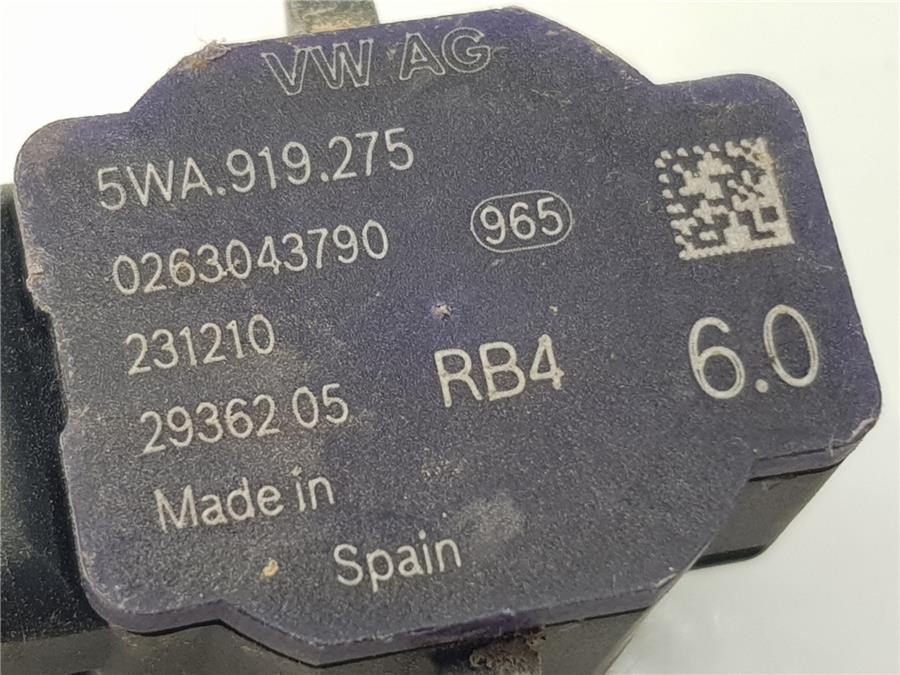 VW AG
5WA.919.275
0263043790 965
231210
29362 05 RB4 6.0
Made in
Spain